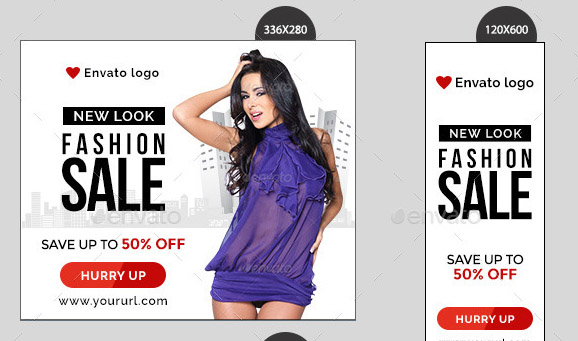 336X280
Envato logo
NEW LOOK
FASHION
SALE
SAVE UP TO 50% OFF
HURRY UP
www.yoururl.com
envato
120X600
Envato logo
NEW LOOK
FASHION
SALE
envato
SAVE UP TO
50% OFF
HURRY UP